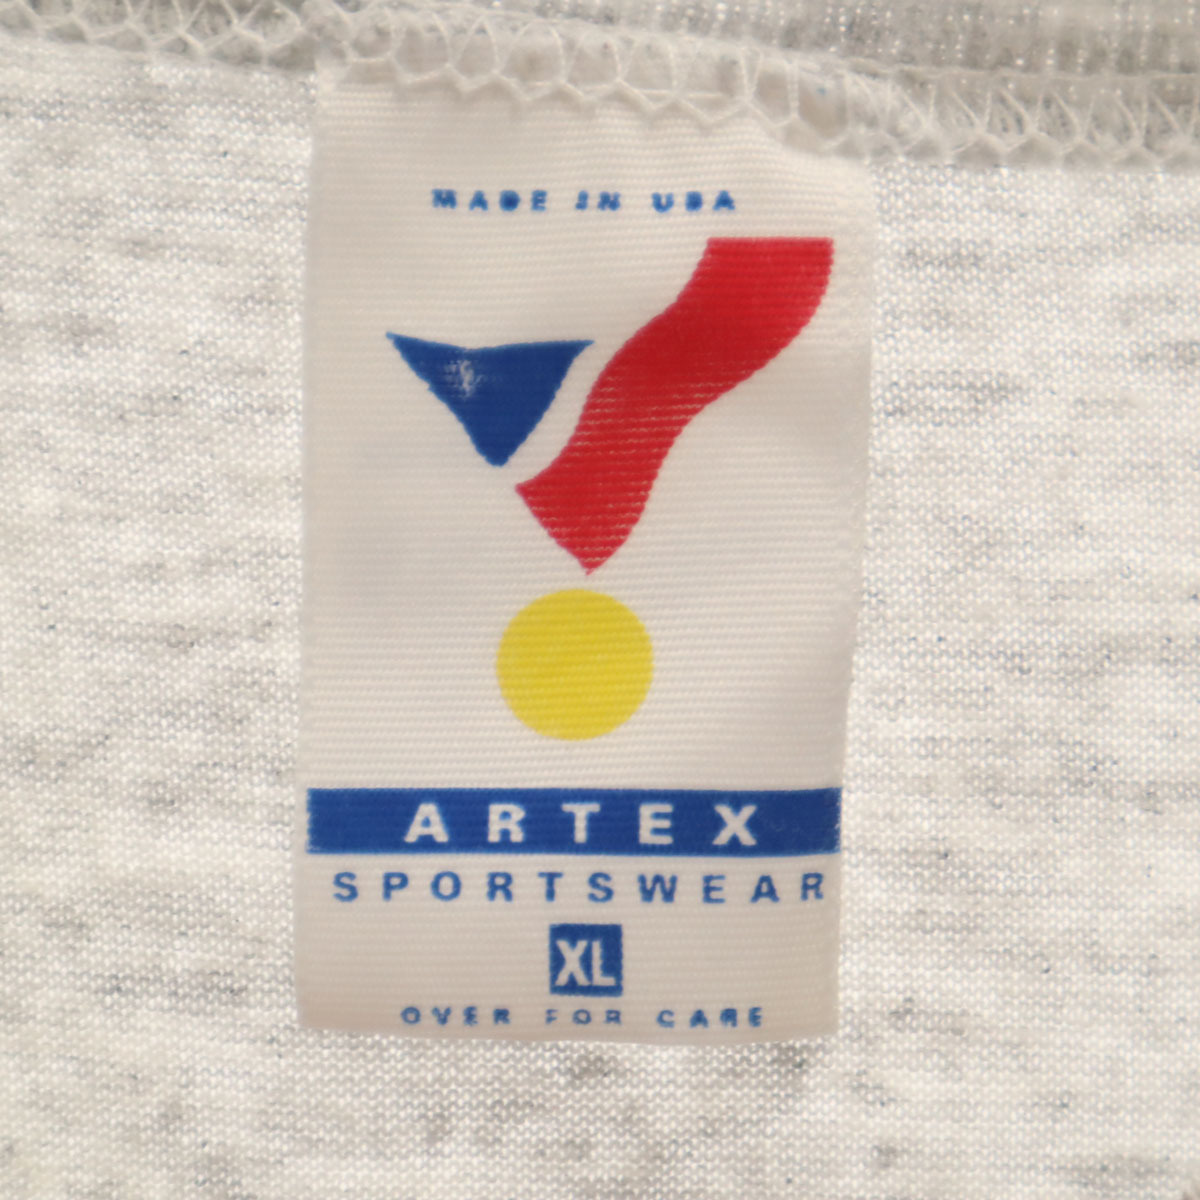 MADE IN USA
ARTEX
SPORTSWEAR
XL
OVER FOR CARE